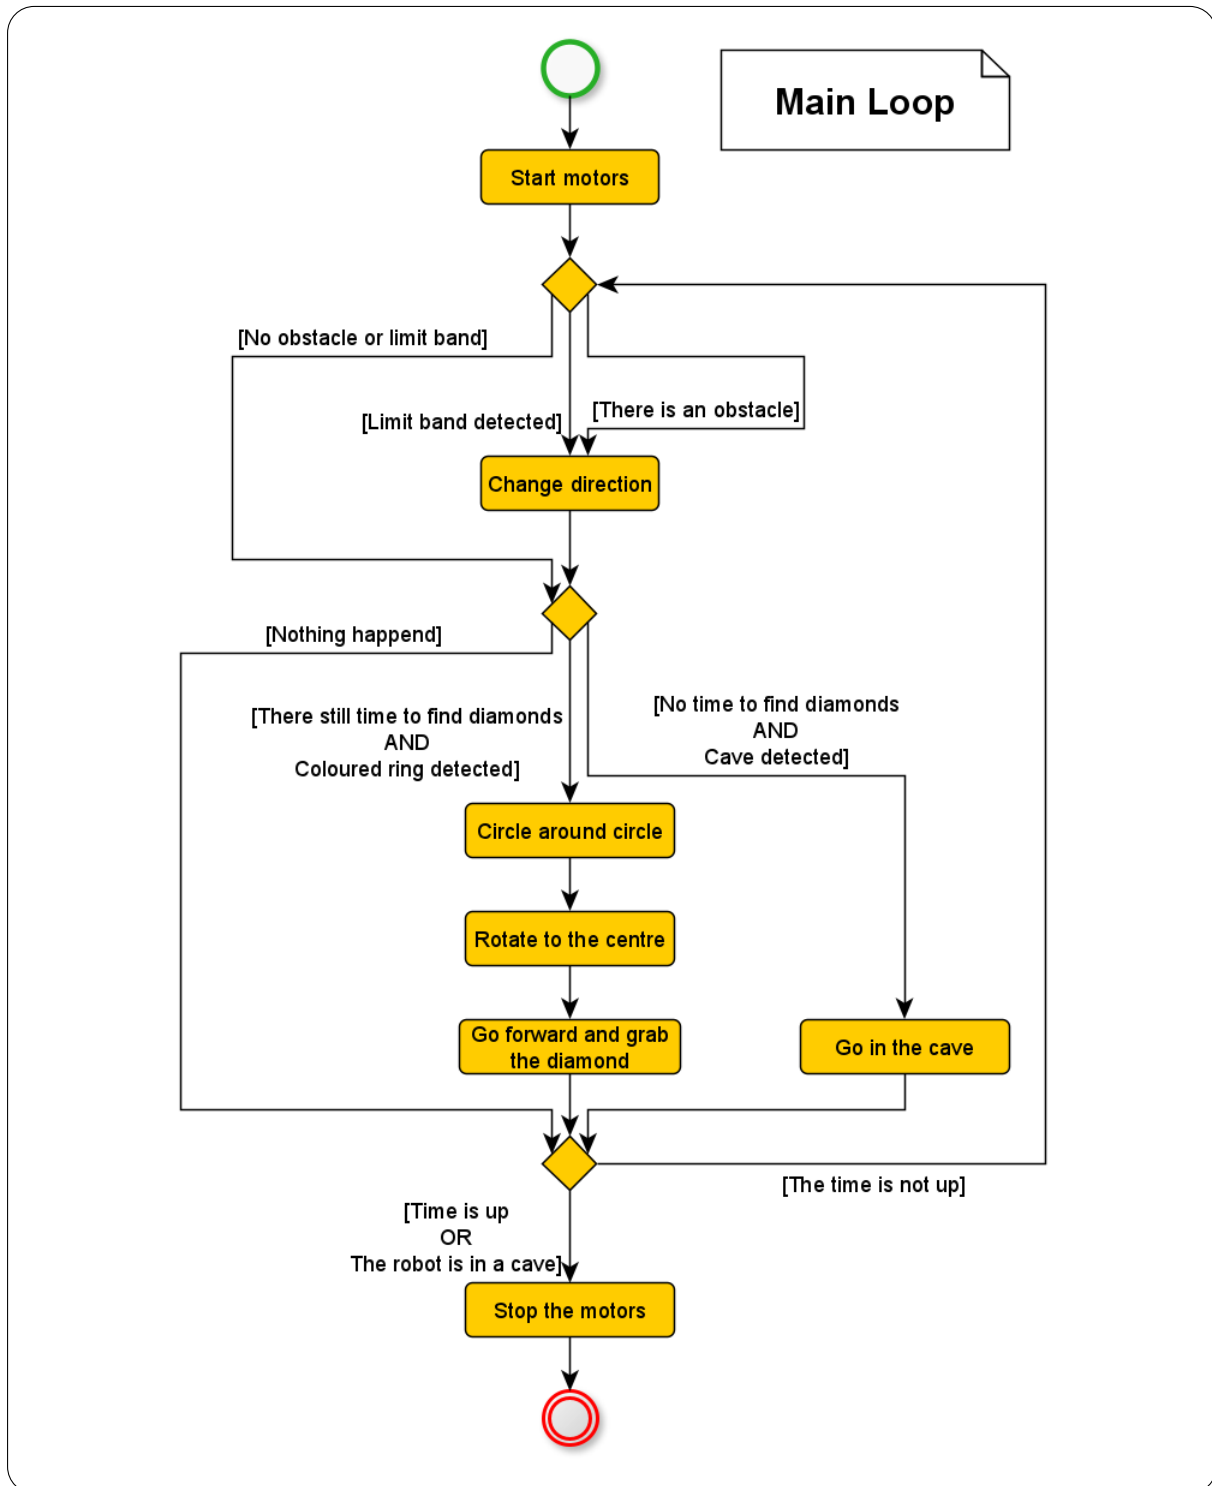 Main Loop
Start motors
[No obstacle or limit band]
[There is an obstacle]
[Limit band detected]
Change direction
[Nothing happend]
[There still time to find diamonds
AND
Coloured ring detected]
[No time to find diamonds
AND
Cave detected]
Circle around circle
Rotate to the centre
Go forward and grab
the diamond
Go in the cave
[The time is not up]
[Time is up
OR
The robot is in a cave]
Stop the motors